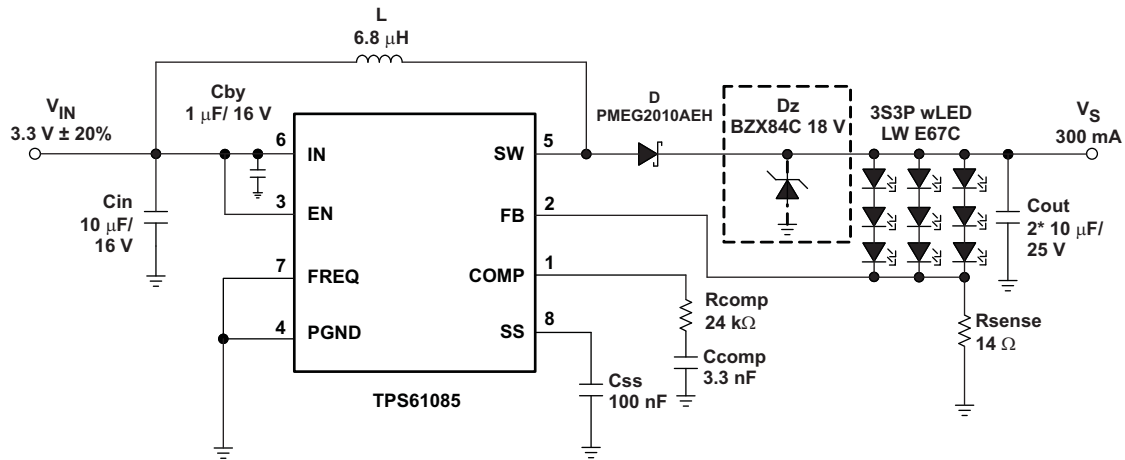 L
6.8 μH
V_IN
3.3 V ± 20%
Cby
1 μF/ 16 V
Cin
10 μF/
16 V
6
IN
3
EN
7
FREQ
4
PGND
SW
5
FB
2
COMP
1
SS
8
TPS61085
D
PMEG2010AEH
Dz
BZX84C 18 V
3S3P wLED
LW E67C
V_S
300 mA
Cout
2* 10 μF/
25 V
Rcomp
24 kΩ
Ccomp
3.3 nF
Css
100 nF
Rsense
14 Ω